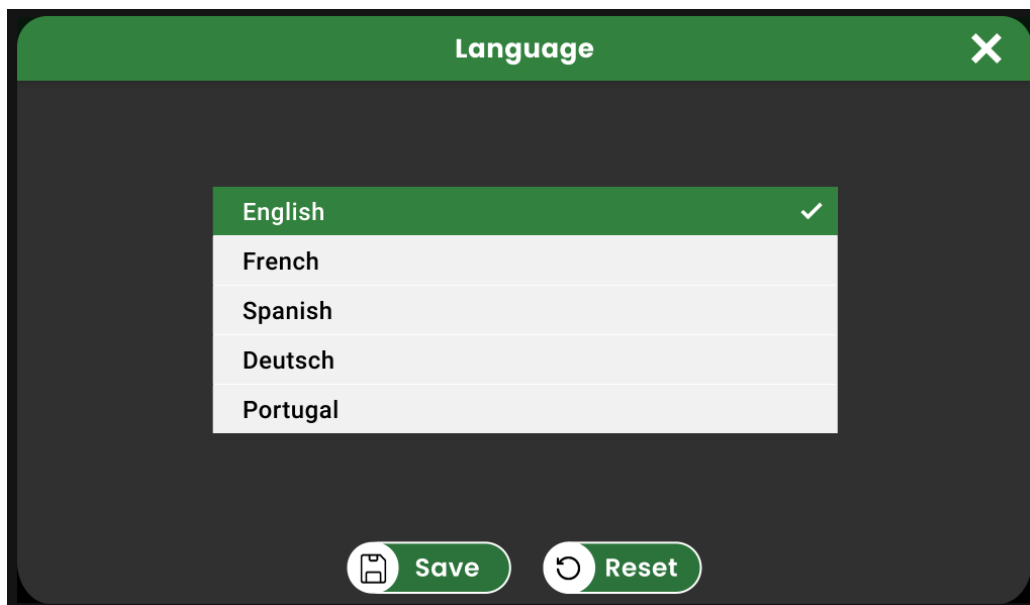 Language
English
French
Spanish
Deutsch
Portugal
Save Reset